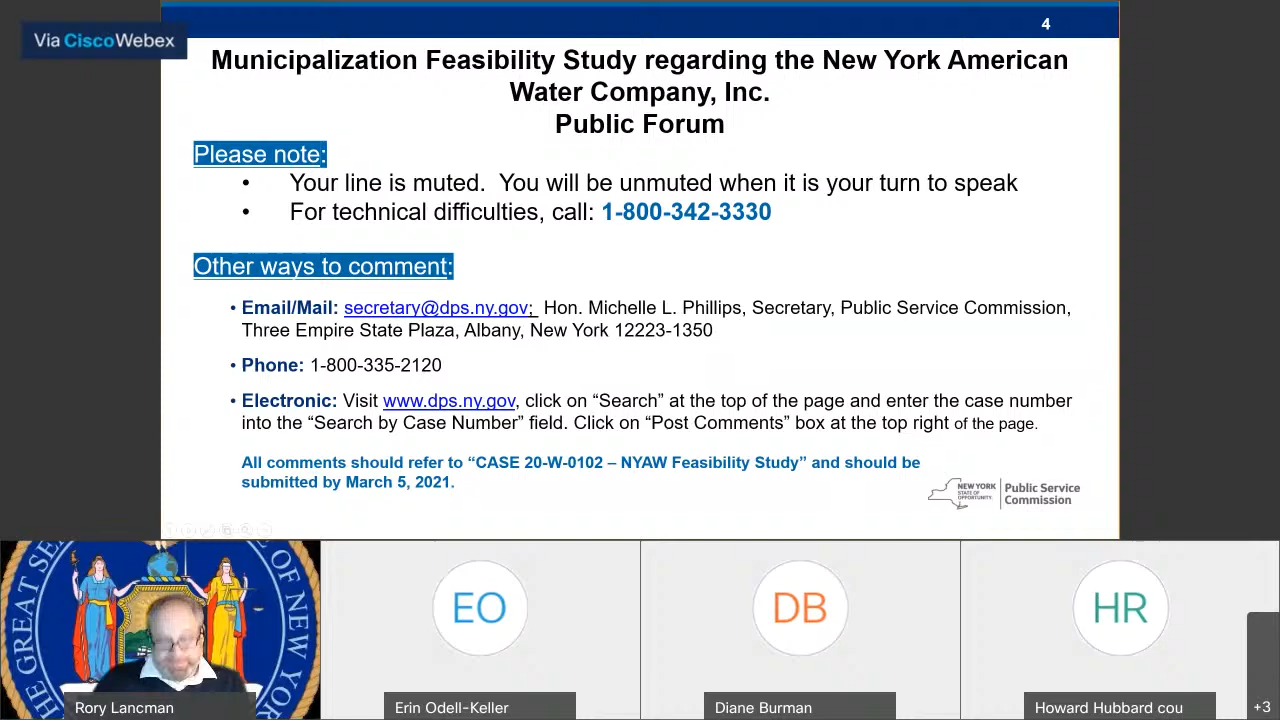 4
Via CiscoWebex
Municipalization Feasibility Study regarding the New York American
Water Company, Inc.
Public Forum
Please note:
• Your line is muted.  You will be unmuted when it is your turn to speak
• For technical difficulties, call: 1-800-342-3330
Other ways to comment:
• Email/Mail: secretary@dps.ny.gov;  Hon. Michelle L. Phillips, Secretary, Public Service Commission,
Three Empire State Plaza, Albany, New York 12223-1350
• Phone: 1-800-335-2120
• Electronic: Visit www.dps.ny.gov, click on “Search” at the top of the page and enter the case number
into the “Search by Case Number” field. Click on “Post Comments” box at the top right of the page.
All comments should refer to “CASE 20-W-0102 – NYAW Feasibility Study” and should be
submitted by March 5, 2021.
NEW YORK
STATE OF
OPPORTUNITY.
Public Service
Commission
THE GREAT SE OF NEW YOR
EO
DB
HR
Rory Lancman
Erin Odell-Keller
Diane Burman
Howard Hubbard cou
+3